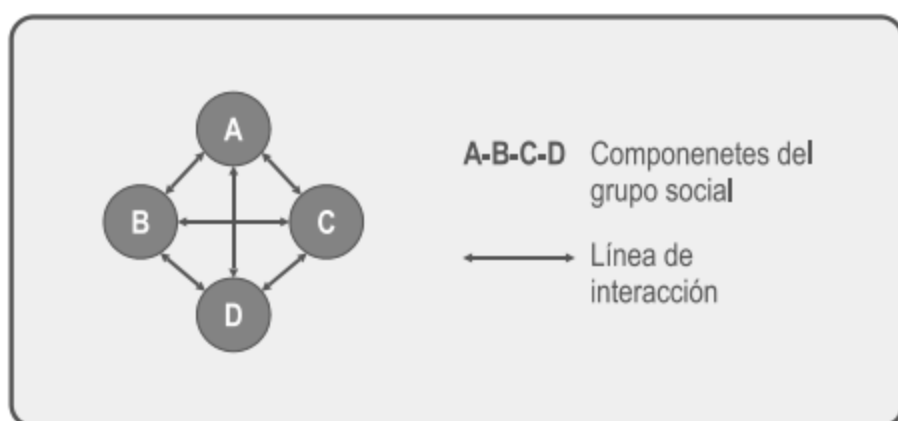 A
B
C
D
A-B-C-D Componenetes del
grupo social
Línea de
interacción